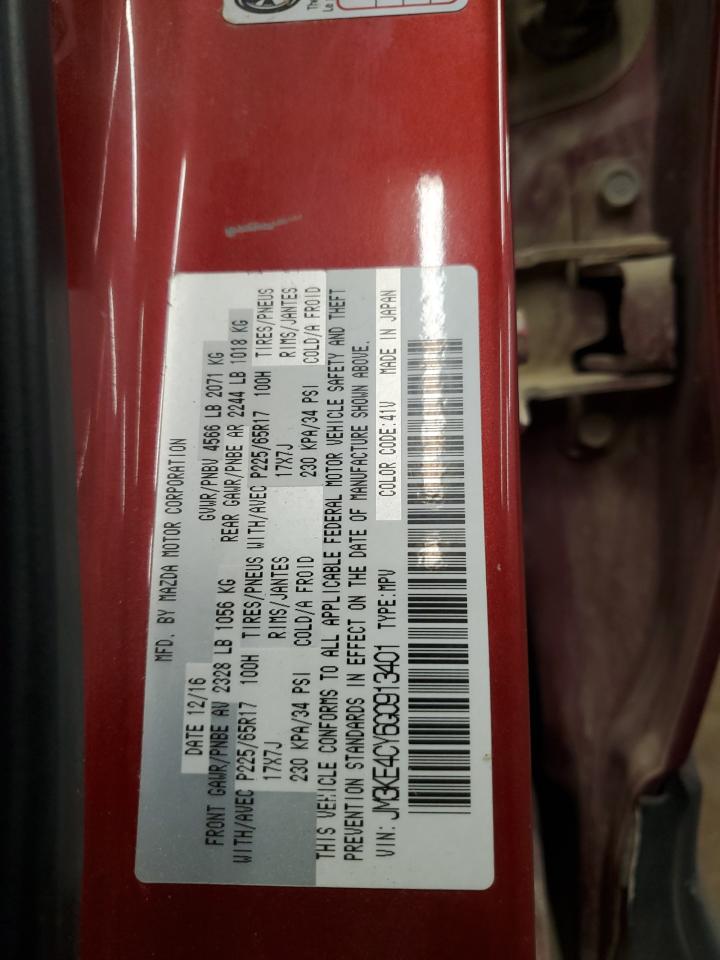 MFD. BY MAZDA MOTOR CORPORATION
DATE 12/16 GVWR/PNBV 4566 LB 2071 KG
FRONT GAWR/PNBE AV 2328 LB 1056 KG REAR GAWR/PNBE AR 2244 LB 1018 KG
WITH/AVEC P225/65R17 100H TIRES/PNEUS WITH/AVEC P225/65R17 100H TIRES/PNEUS
17X7J RIMS/JANTES 17X7J RIMS/JANTES
230 KPA/34 PSI COLD/A FROID 230 KPA/34 PSI COLD/A FROID
THIS VEHICLE CONFORMS TO ALL APPLICABLE FEDERAL MOTOR VEHICLE SAFETY AND THEFT
PREVENTION STANDARDS IN EFFECT ON THE DATE OF MANUFACTURE SHOWN ABOVE.
VIN: JM3KE4CY6G0913401 TYPE:MPV COLOR CODE:41V MADE IN JAPAN